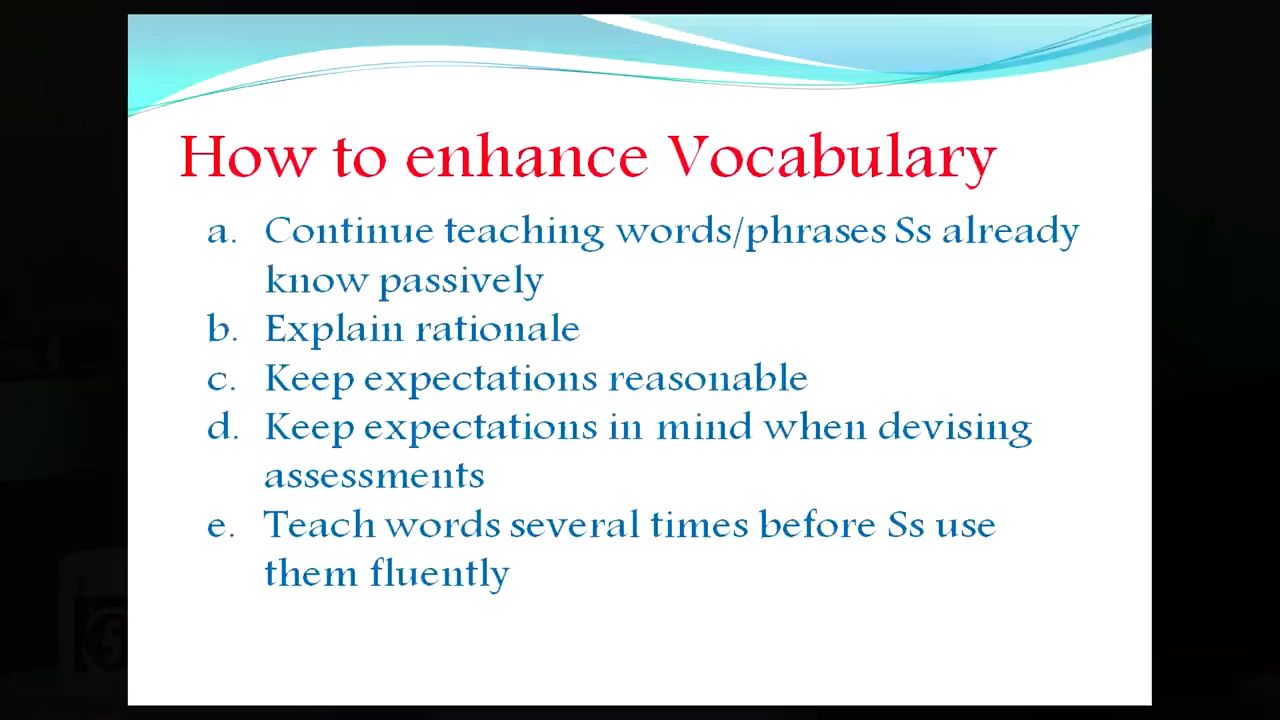 How to enhance Vocabulary
a. Continue teaching words/phrases Ss already
know passively
b. Explain rationale
c. Keep expectations reasonable
d. Keep expectations in mind when devising
assessments
e. Teach words several times before Ss use
them fluently